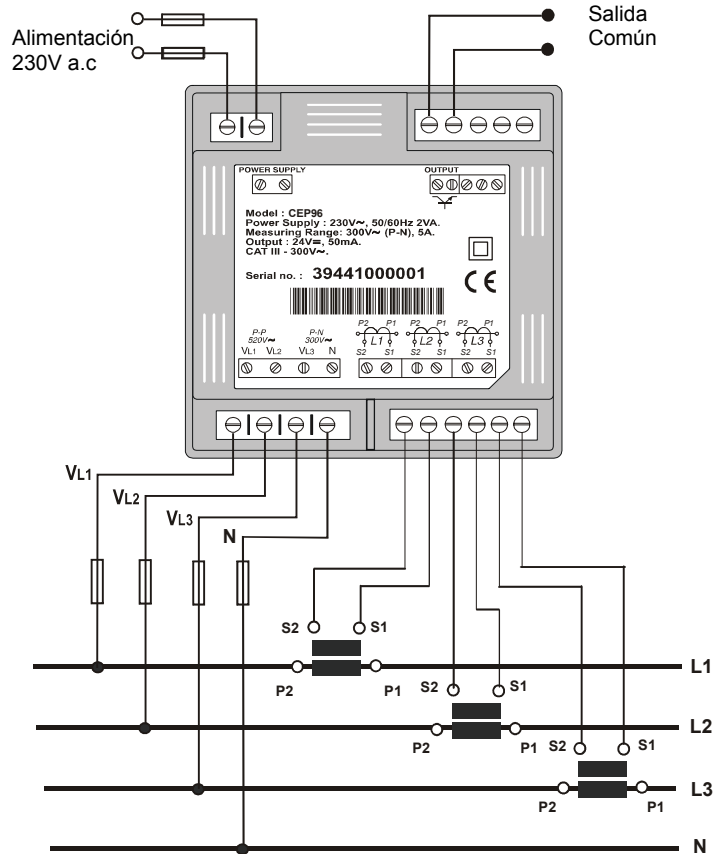 Alimentación
230V a.c
Salida
Común
POWER SUPPLY
OUTPUT
Model : CEP96
Power Supply : 230V~, 50/60Hz 2VA.
Measuring Range: 300V~ (P-N), 5A.
Output : 24V⎓, 50mA.
CAT III - 300V~.
Serial no. : 39441000001
CE
P-P
520V~
P-N
300V~
VL1 VL2 VL3 N
P2 P1 P2 P1 P2 P1
L1 L2 L3
S2 S1 S2 S1 S2 S1
VL1
VL2
VL3
N
S2 S1
P2 P1
L1
S2 S1
P2 P1
L2
S2 S1
P2 P1
L3
N